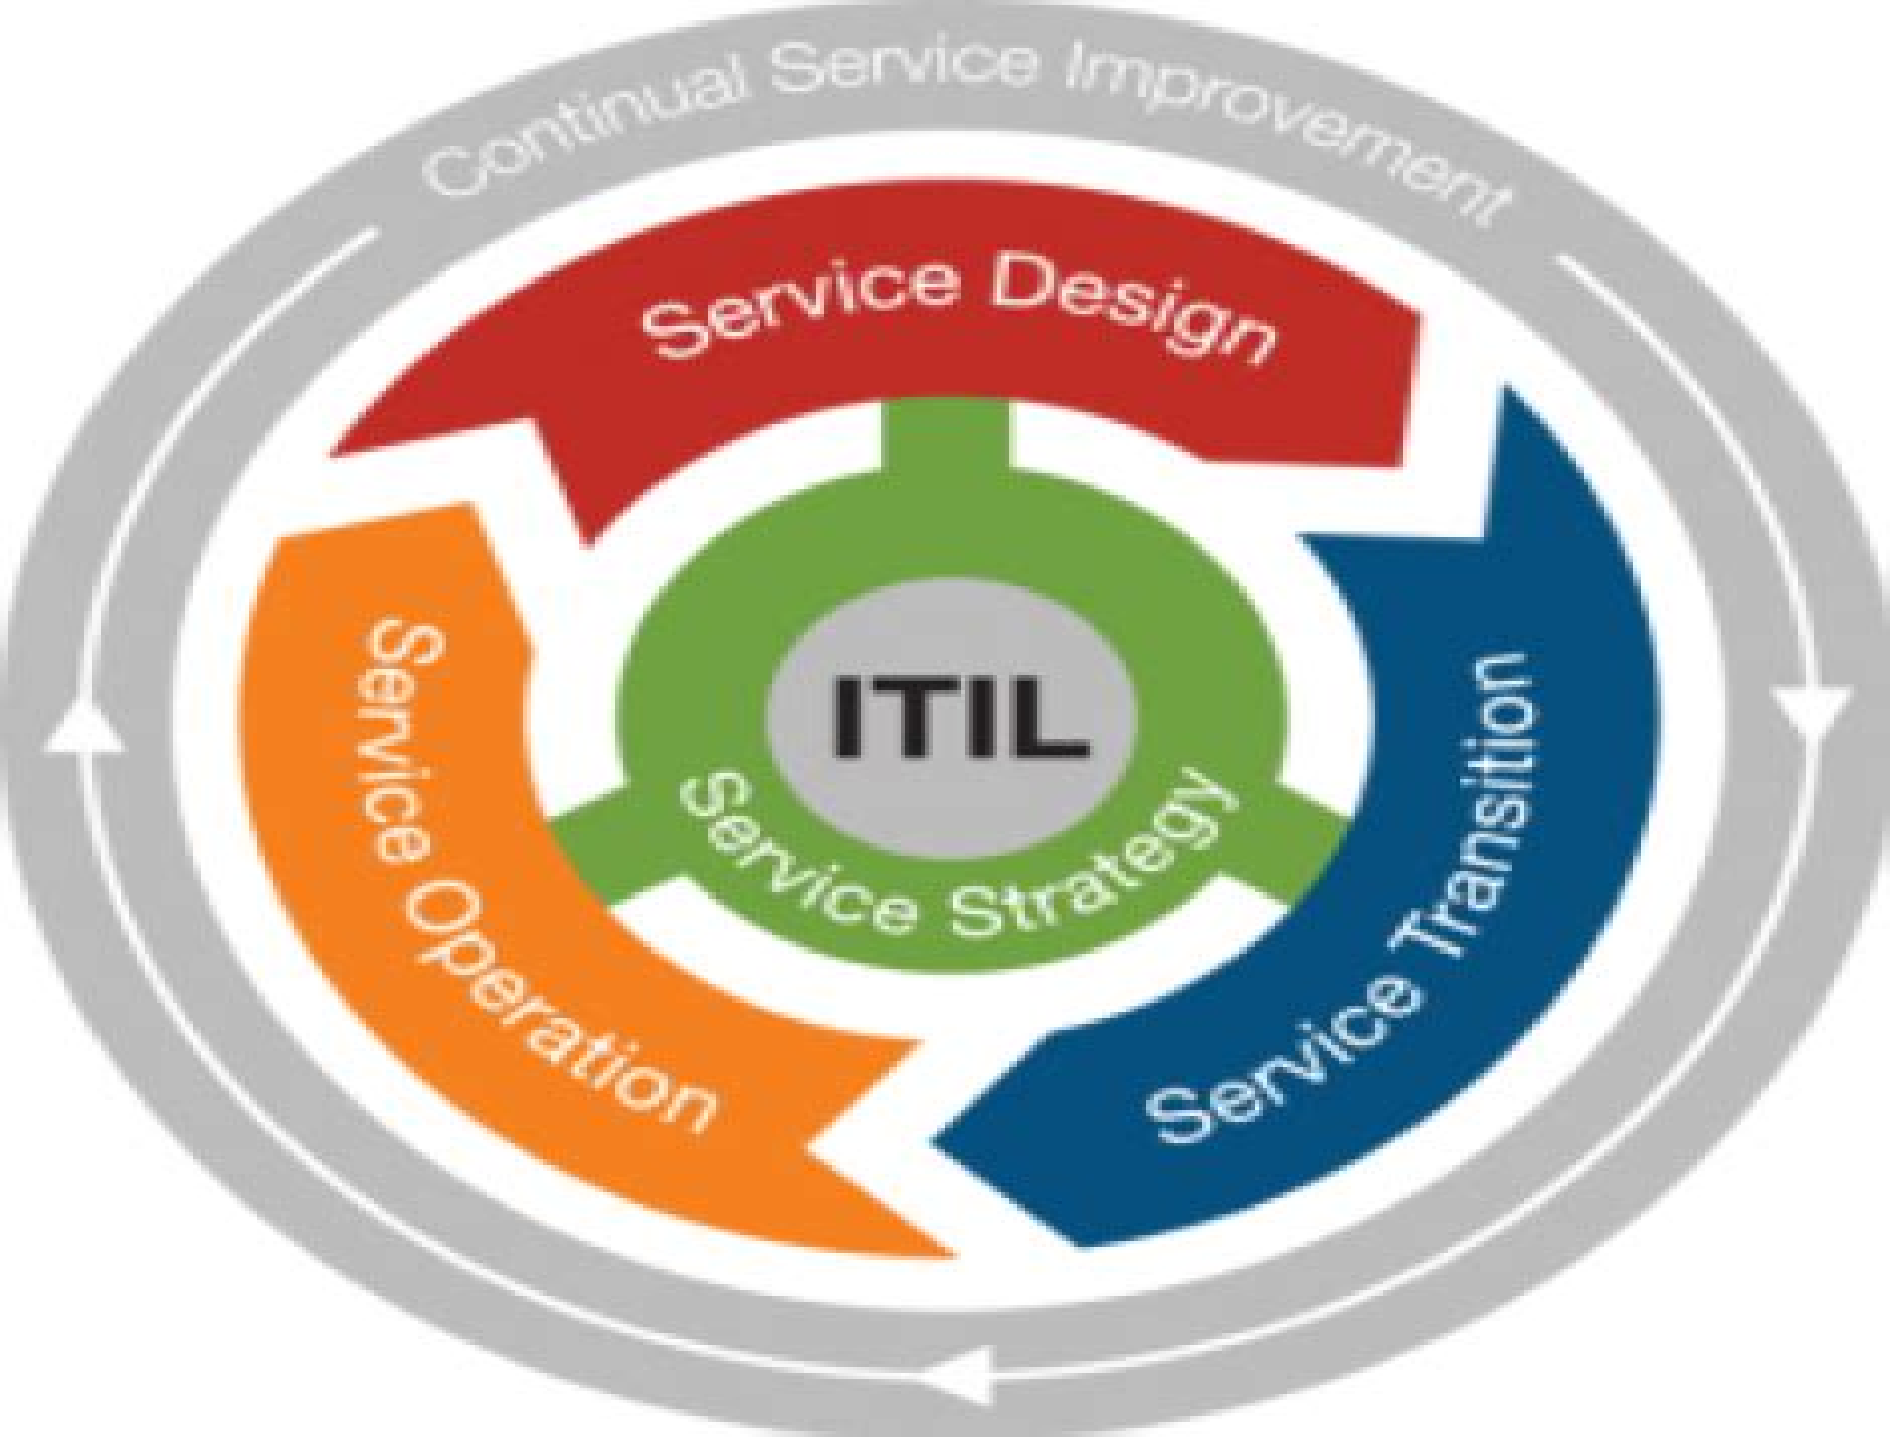 Continual Service Improvement
Service Design
Service Transition
Service Operation
ITIL
Service Strategy